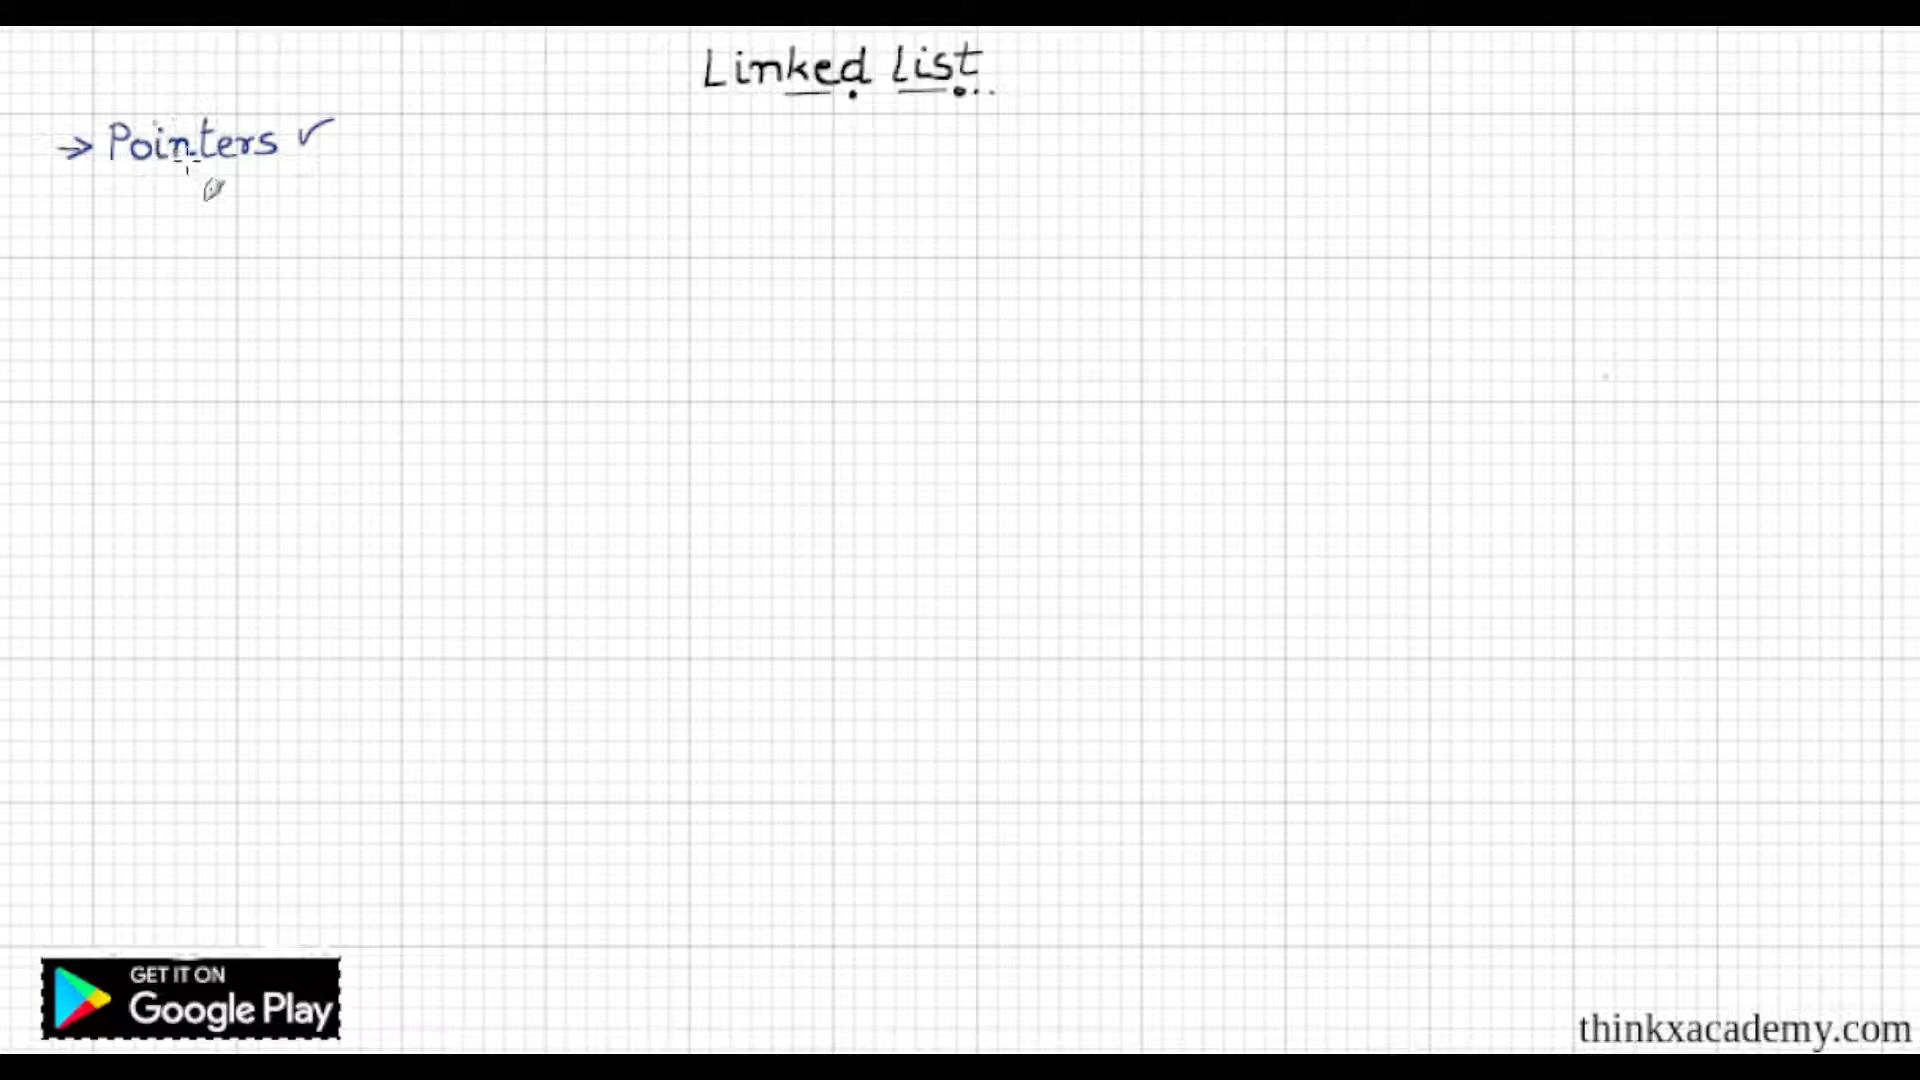 Linked List
→ Pointers ✓
GET IT ON
Google Play
thinkxacademy.com